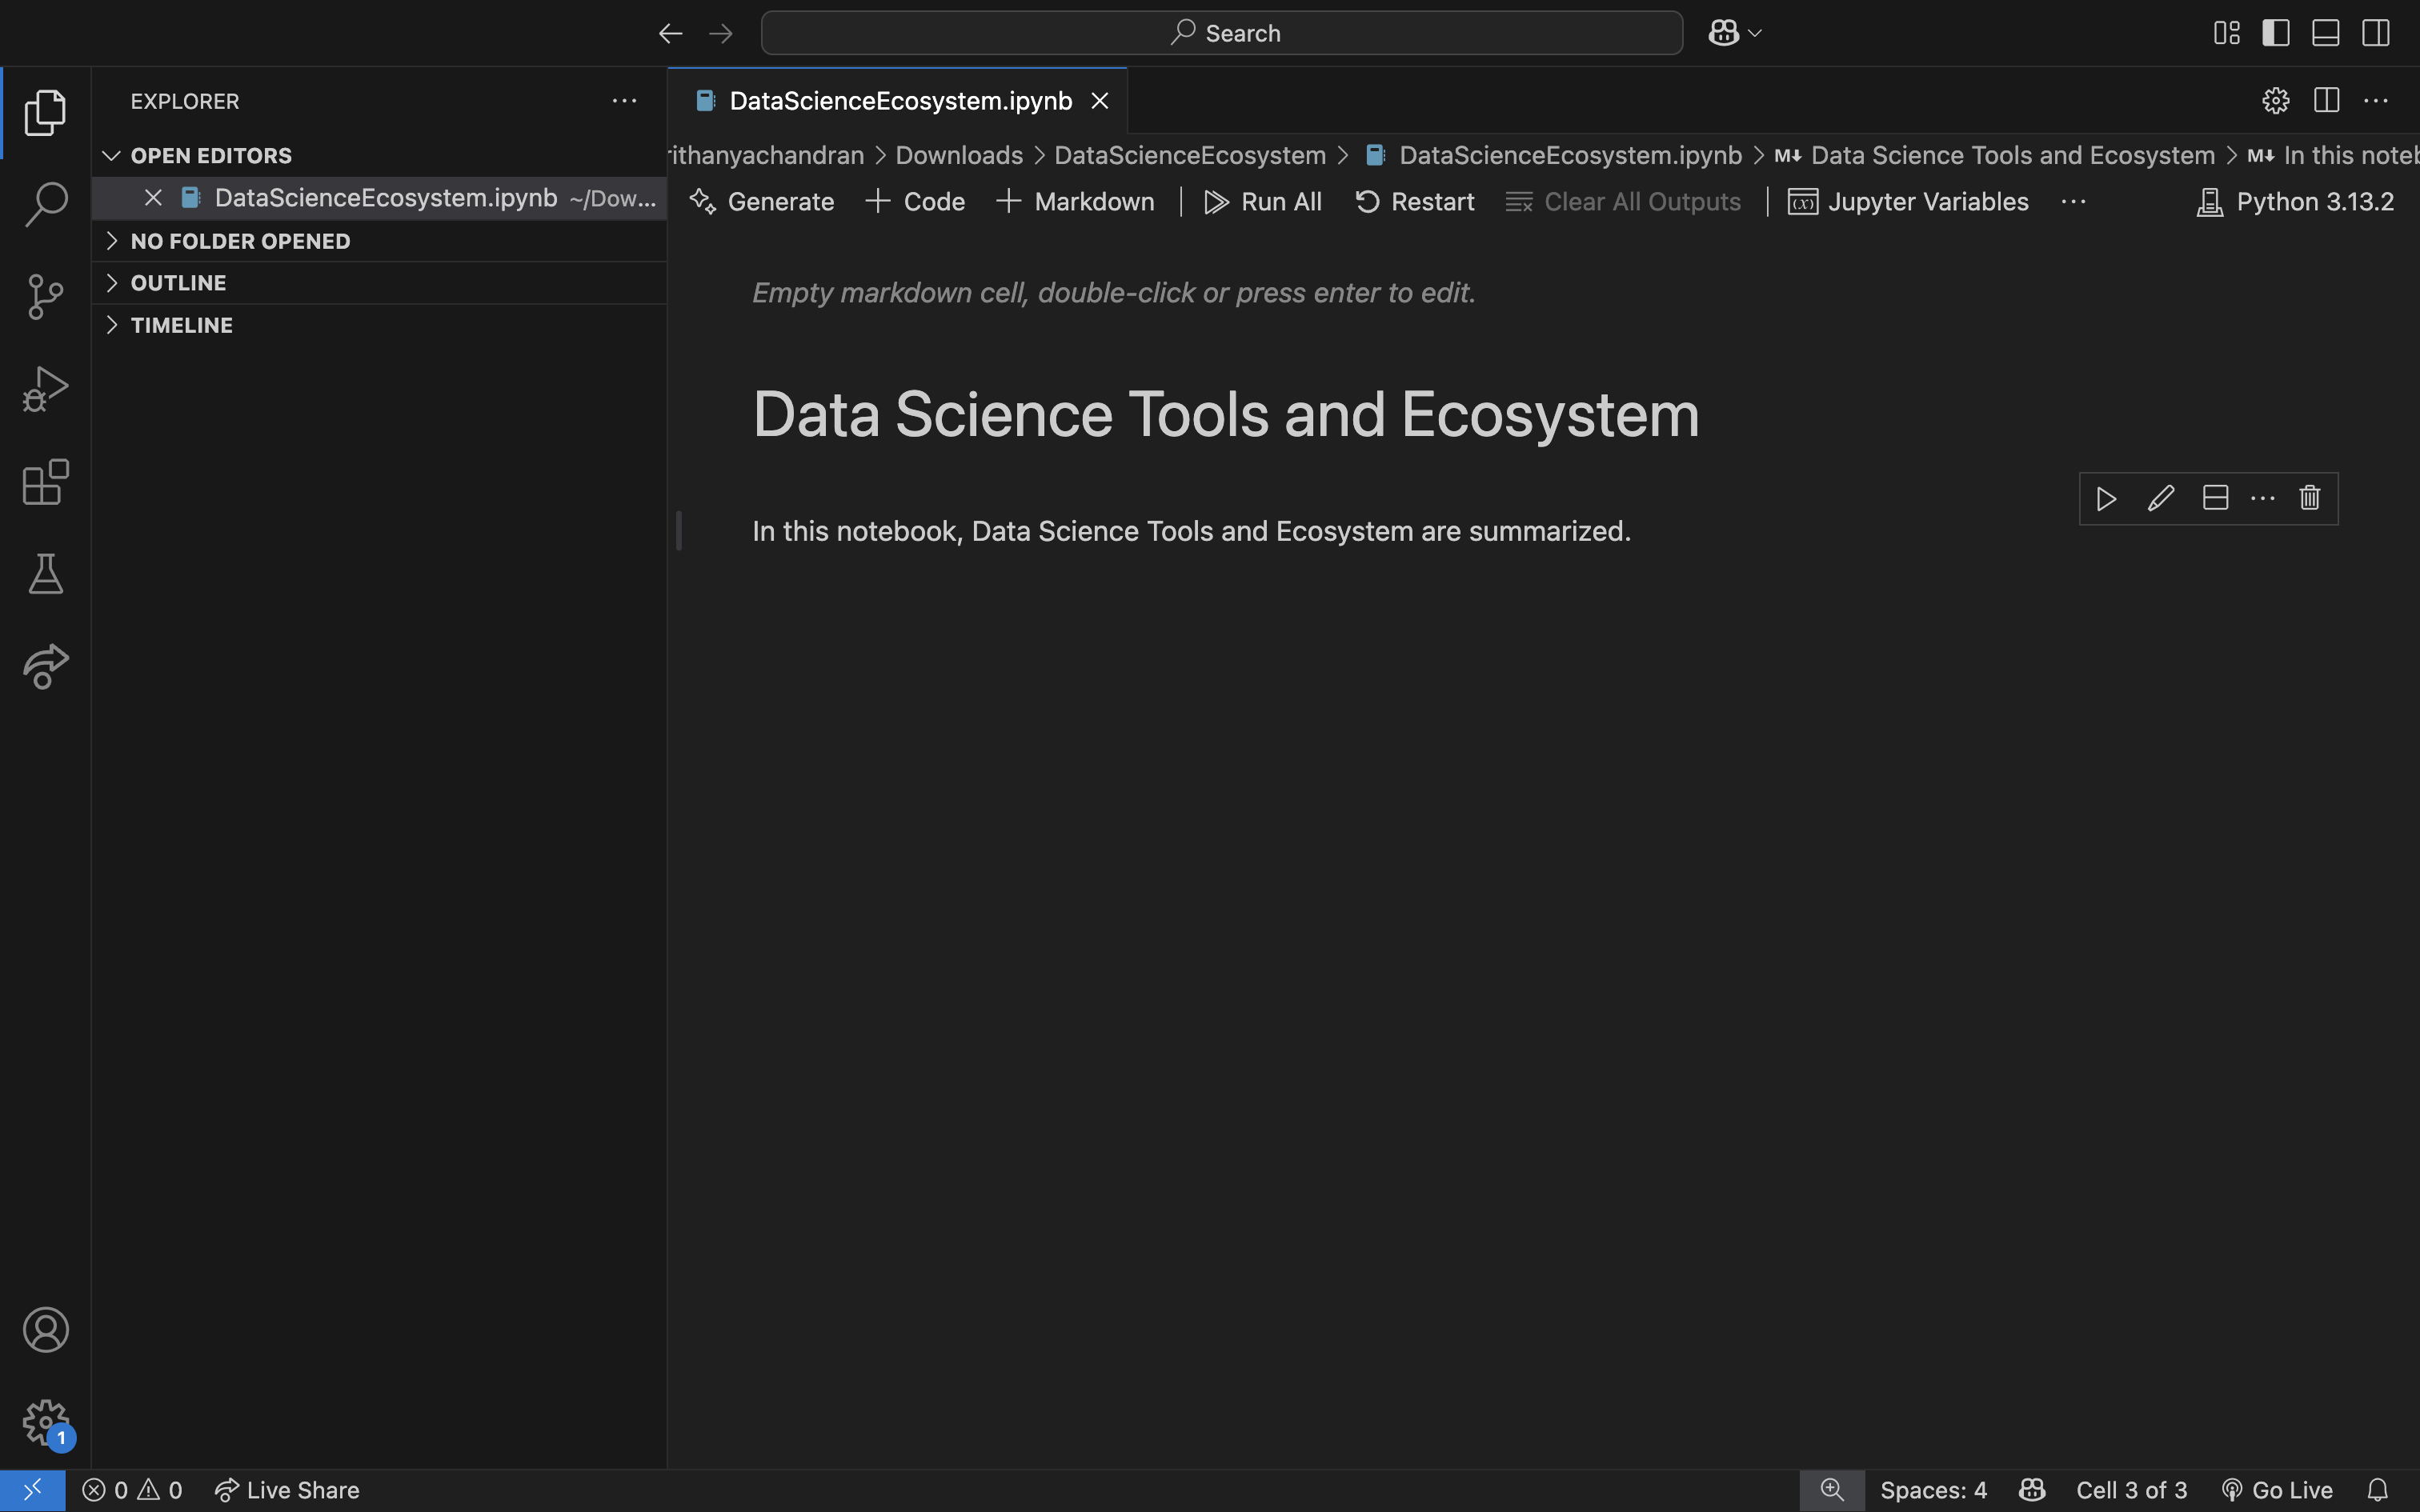 Search
EXPLORER
OPEN EDITORS
DataScienceEcosystem.ipynb ~/Dow...
NO FOLDER OPENED
OUTLINE
TIMELINE
DataScienceEcosystem.ipynb
ithanyachandran > Downloads > DataScienceEcosystem > DataScienceEcosystem.ipynb > M↓ Data Science Tools and Ecosystem > M↓ In this noteb
Generate + Code + Markdown | Run All Restart Clear All Outputs | (x) Jupyter Variables ... Python 3.13.2
Empty markdown cell, double-click or press enter to edit.
Data Science Tools and Ecosystem
In this notebook, Data Science Tools and Ecosystem are summarized.
1
0 0 Live Share
Spaces: 4 Cell 3 of 3 Go Live